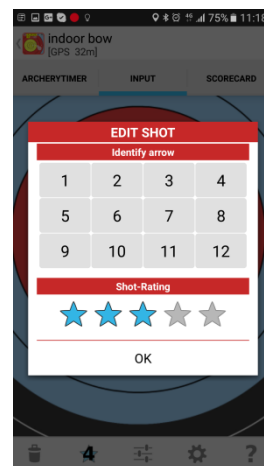 75% 11:18
indoor bow
[GPS 32m]
ARCHERYTIMER INPUT SCORECARD
EDIT SHOT
Identify arrow
1 2 3 4
5 6 7 8
9 10 11 12
Shot-Rating
OK
4 ?